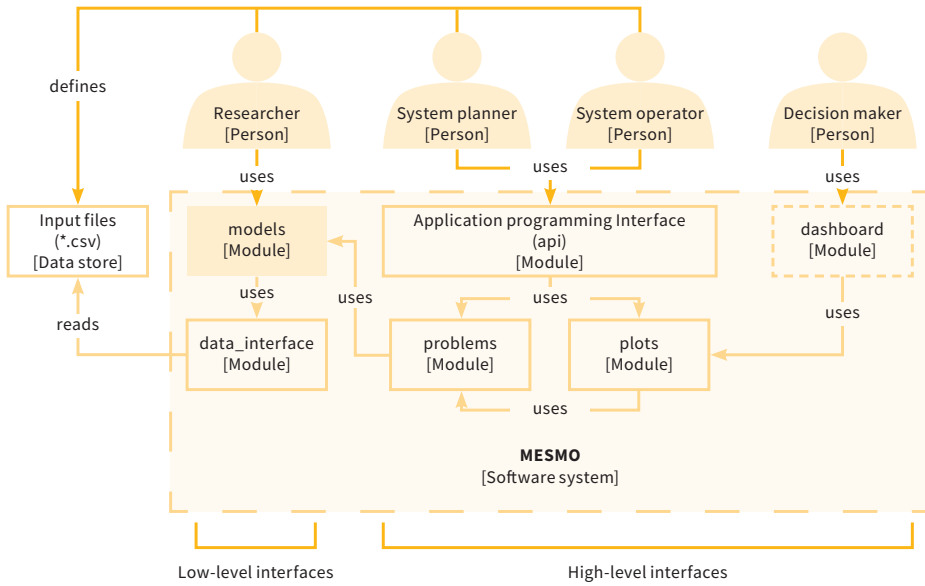 defines
Researcher
[Person]
System planner
[Person]
System operator
[Person]
Decision maker
[Person]
uses
uses
uses
Input files
(*.csv)
[Data store]
models
[Module]
Application programming Interface
(api)
[Module]
dashboard
[Module]
uses
uses
uses
uses
reads
data_interface
[Module]
problems
[Module]
plots
[Module]
uses
MESMO
[Software system]
Low-level interfaces
High-level interfaces